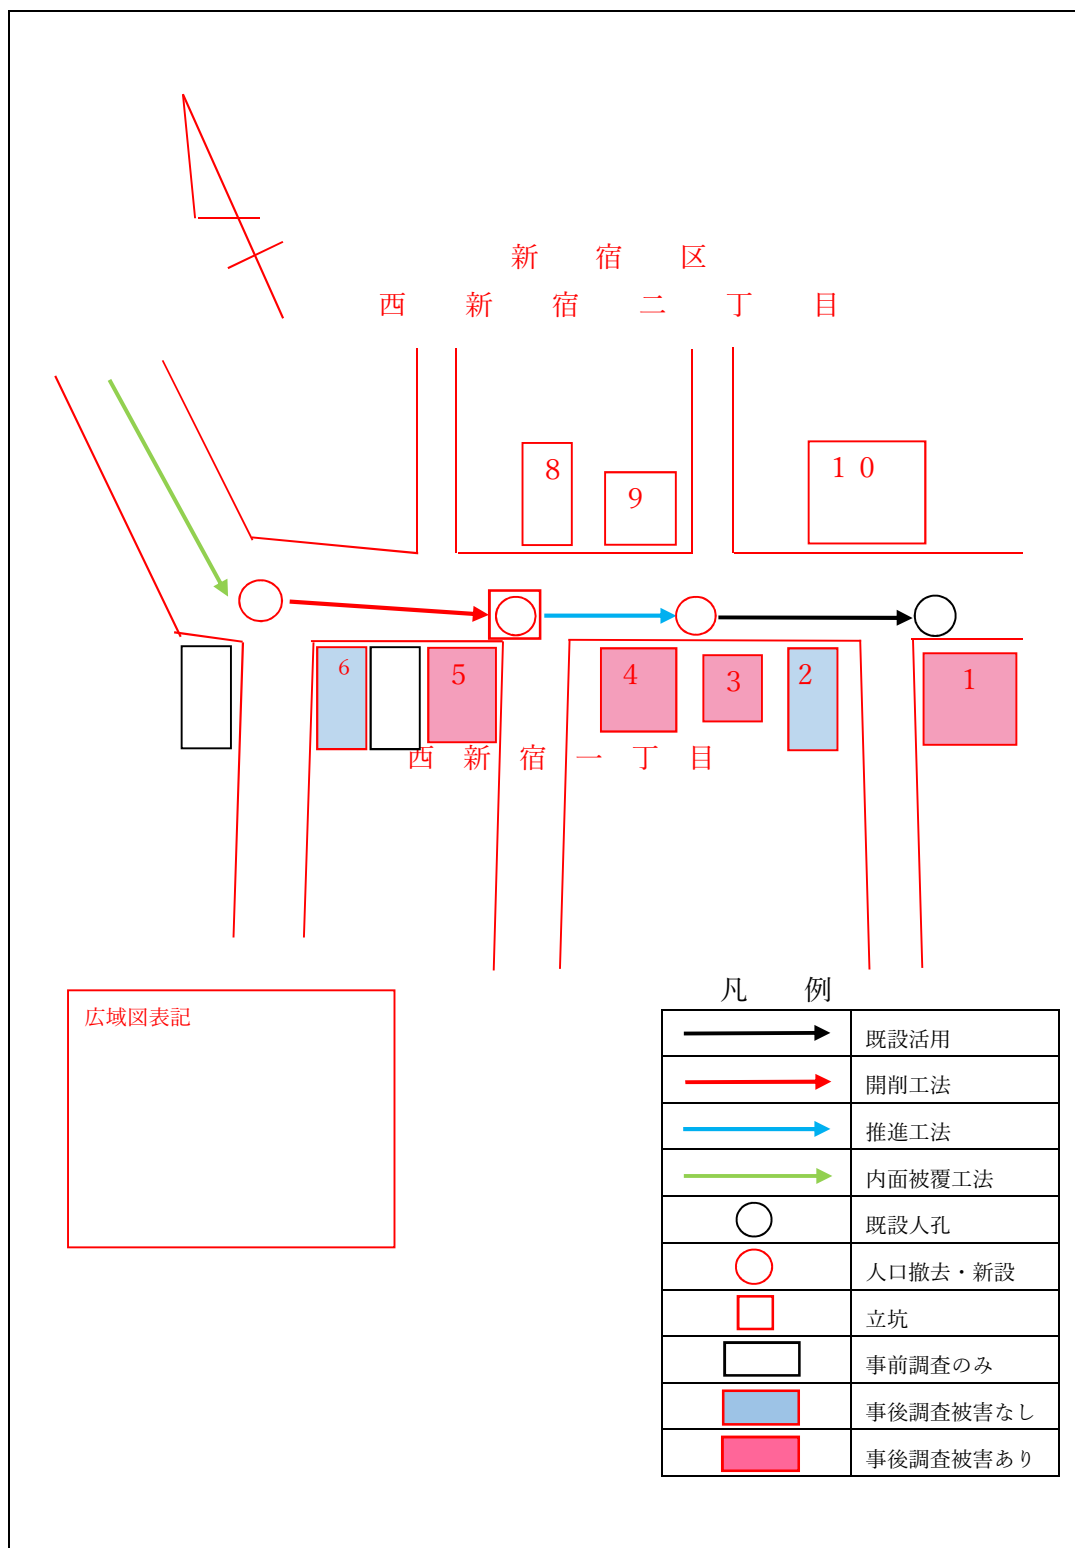 新宿区
西新宿二丁目
8
9
10
6
5
4
3
2
1
西新宿一丁目
広域図表記
凡例
既設活用
開削工法
推進工法
内面被覆工法
既設人孔
人口撤去・新設
立坑
事前調査のみ
事後調査被害なし
事後調査被害あり